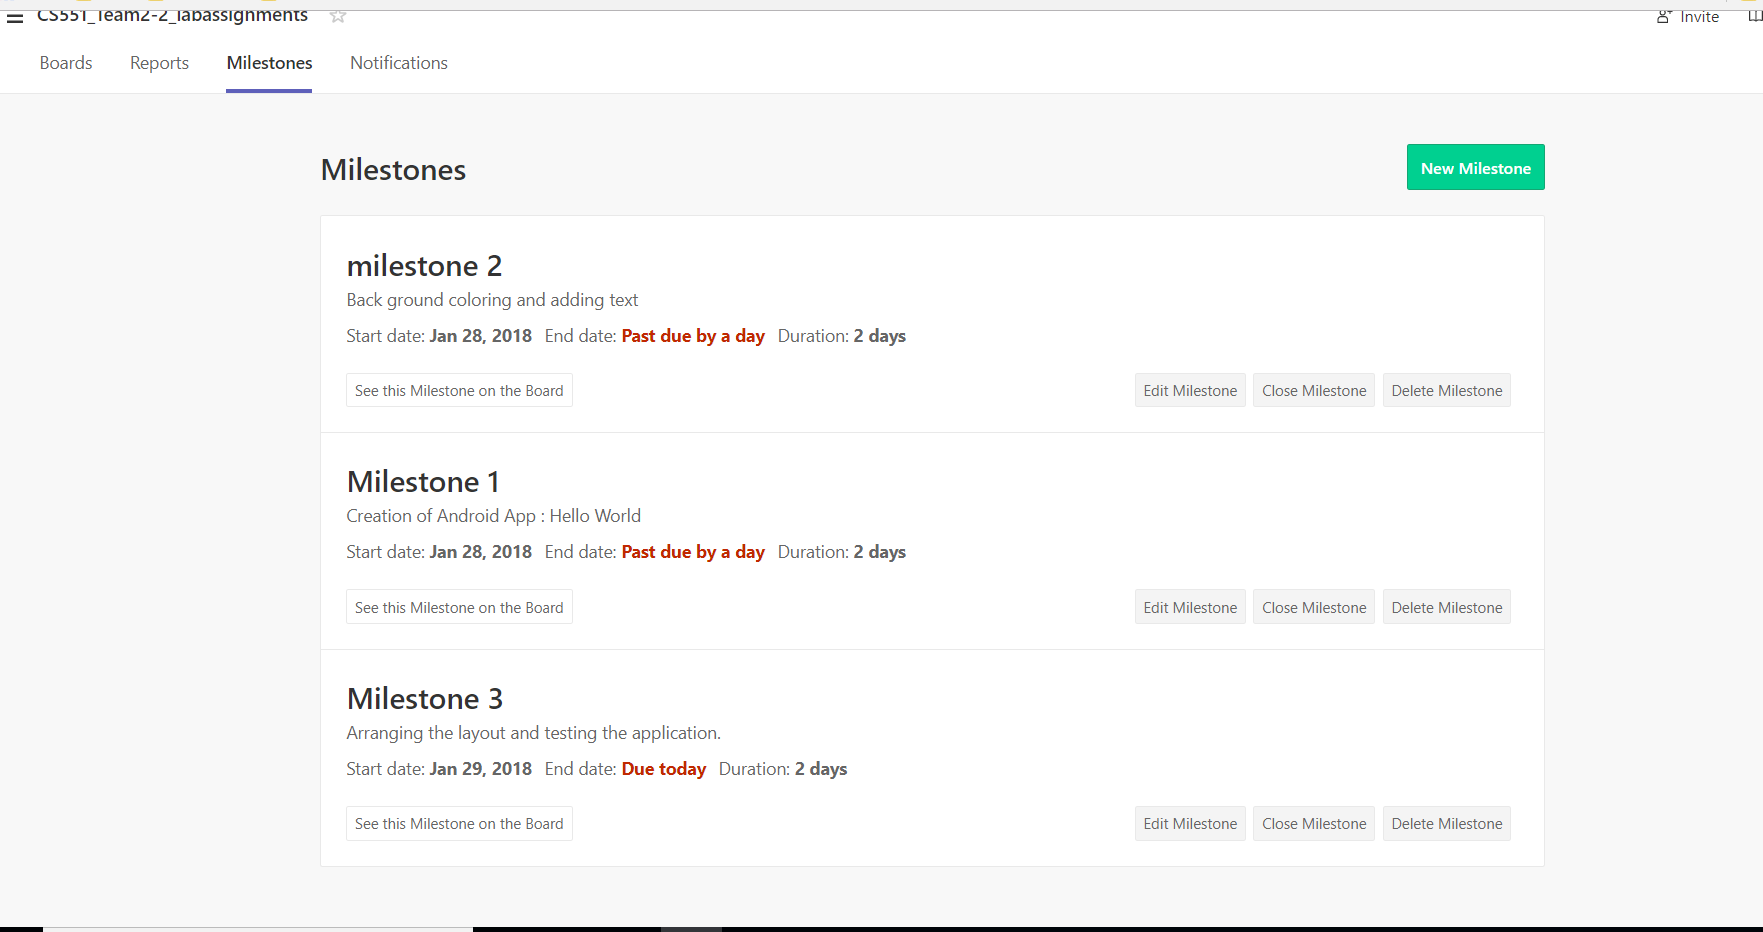 CS551_Team2-2_labassignments
Invite
Boards Reports Milestones Notifications
Milestones
New Milestone
milestone 2
Back ground coloring and adding text
Start date: Jan 28, 2018 End date: Past due by a day Duration: 2 days
See this Milestone on the Board Edit Milestone Close Milestone Delete Milestone
Milestone 1
Creation of Android App : Hello World
Start date: Jan 28, 2018 End date: Past due by a day Duration: 2 days
See this Milestone on the Board Edit Milestone Close Milestone Delete Milestone
Milestone 3
Arranging the layout and testing the application.
Start date: Jan 29, 2018 End date: Due today Duration: 2 days
See this Milestone on the Board Edit Milestone Close Milestone Delete Milestone